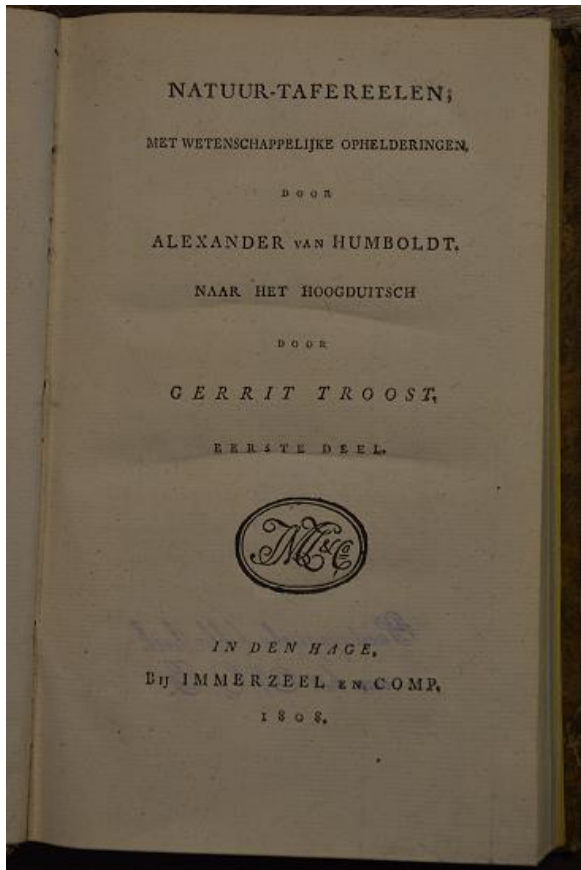 NATUUR-TAFEREELEN;
MET WETENSCHAPPELIJKE OPHELDERINGEN,
DOOR
ALEXANDER VAN HUMBOLDT.
NAAR HET HOOGDUITSCH
DOOR
GERRIT TROOST,
EERSTE DEEL.
& Co
IN DEN HAGE,
Bij IMMERZEEL EN COMP,
1808.